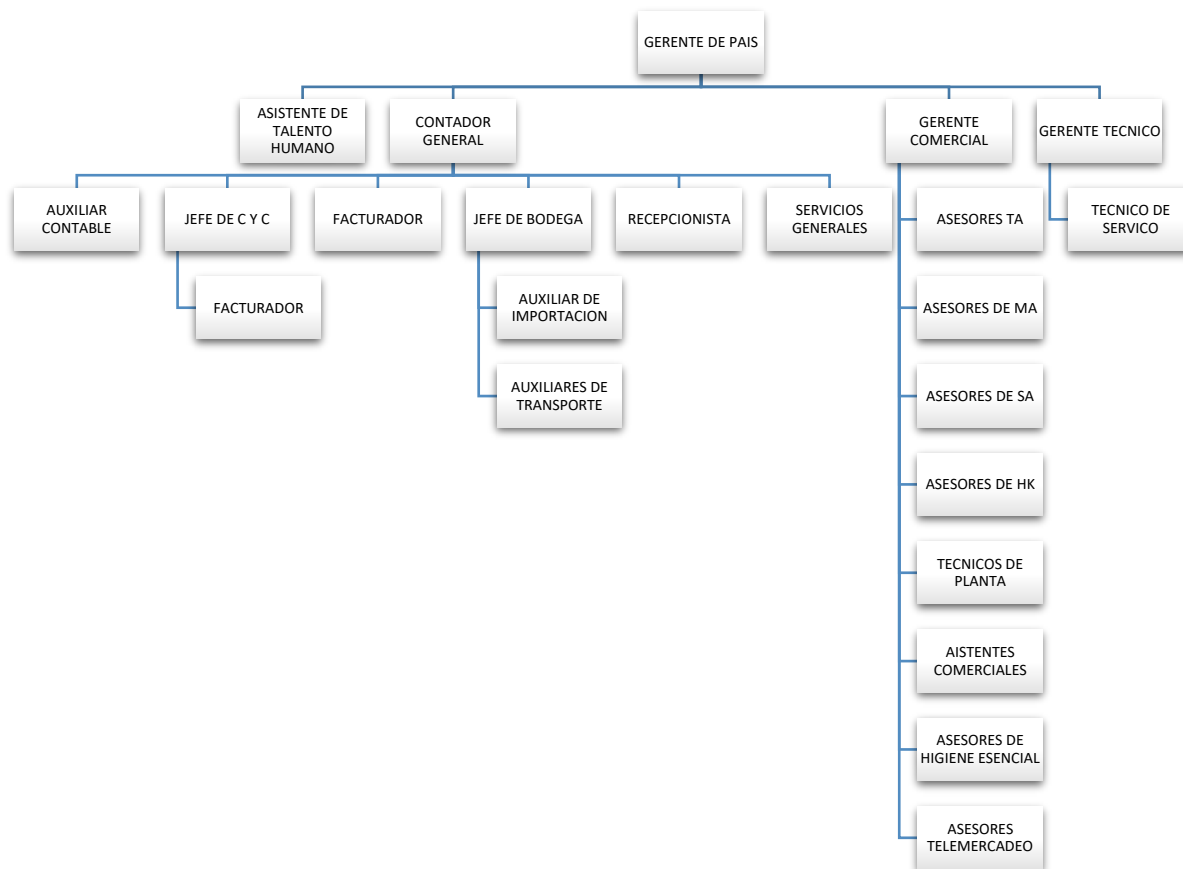 GERENTE DE PAIS
ASISTENTE DE
TALENTO
HUMANO
CONTADOR
GENERAL
GERENTE
COMERCIAL
GERENTE TECNICO
AUXILIAR
CONTABLE
JEFE DE C Y C
FACTURADOR
JEFE DE BODEGA
RECEPCIONISTA
SERVICIOS
GENERALES
ASESORES TA
TECNICO DE
SERVICO
FACTURADOR
AUXILIAR DE
IMPORTACION
ASESORES DE MA
AUXILIARES DE
TRANSPORTE
ASESORES DE SA
ASESORES DE HK
TECNICOS DE
PLANTA
AISTENTES
COMERCIALES
ASESORES DE
HIGIENE ESENCIAL
ASESORES
TELEMERCADEO